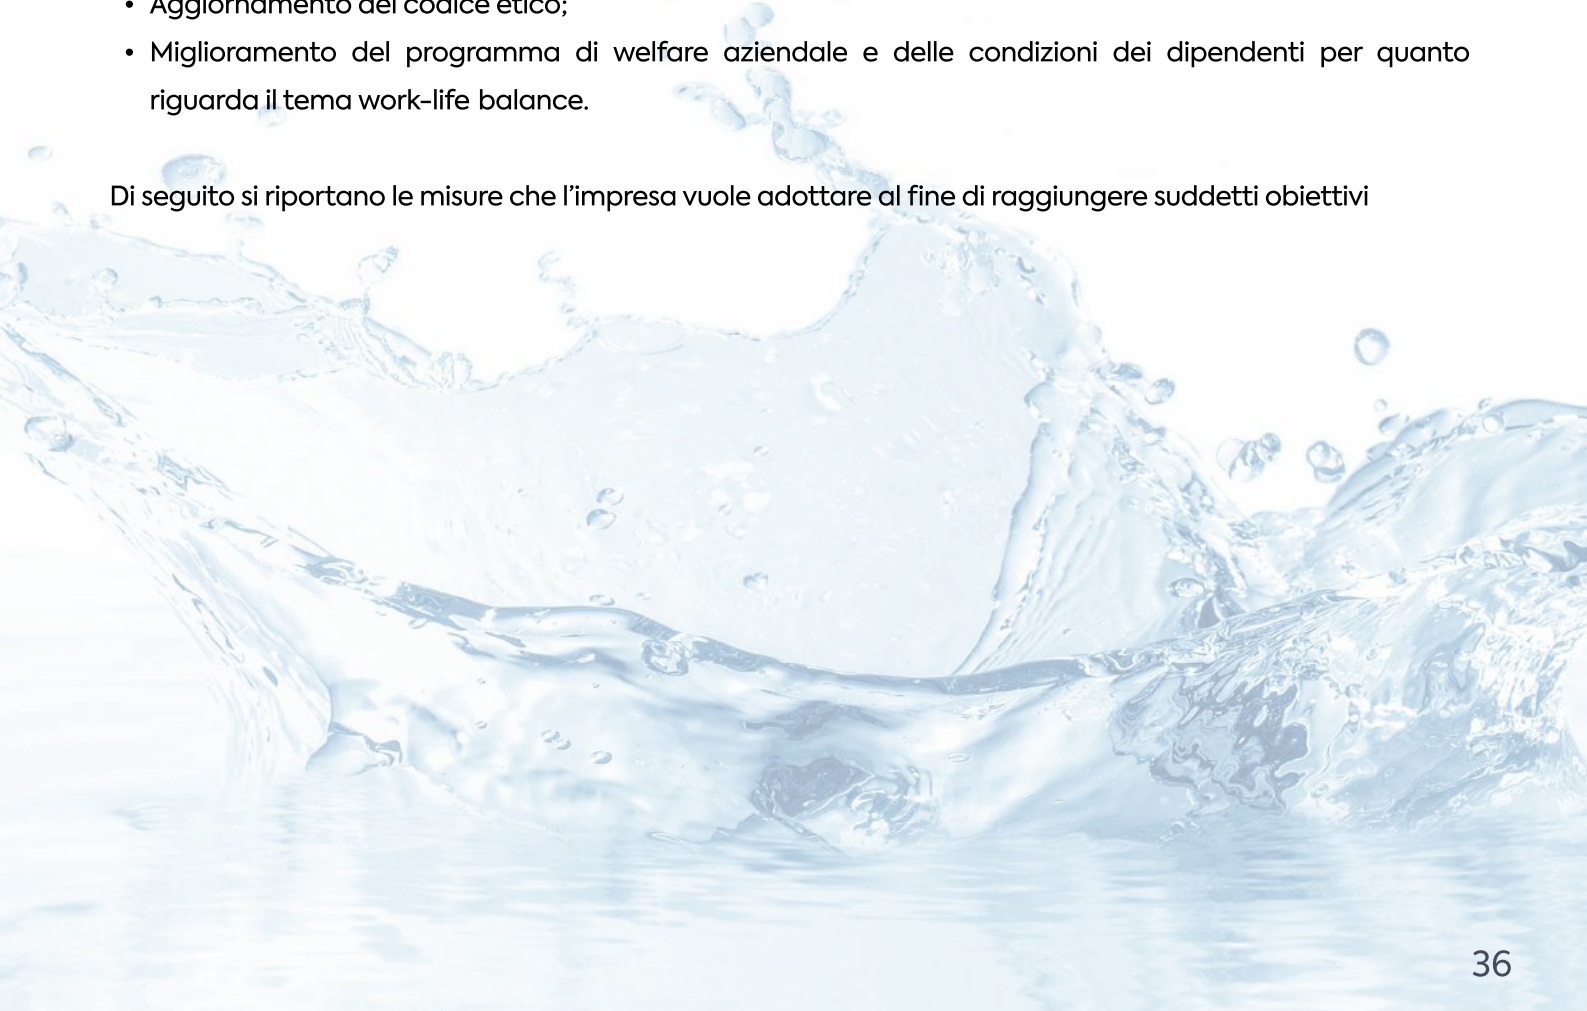 • Aggiornamento del codice etico;
• Miglioramento del programma di welfare aziendale e delle condizioni dei dipendenti per quanto
riguarda il tema work-life balance.
Di seguito si riportano le misure che l’impresa vuole adottare al fine di raggiungere suddetti obiettivi
36